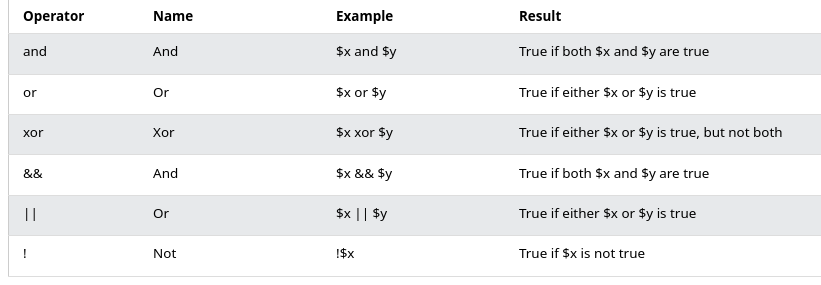 Operator Name Example Result
and And $x and $y True if both $x and $y are true
or Or $x or $y True if either $x or $y is true
xor Xor $x xor $y True if either $x or $y is true, but not both
&& And $x && $y True if both $x and $y are true
|| Or $x || $y True if either $x or $y is true
! Not !$x True if $x is not true